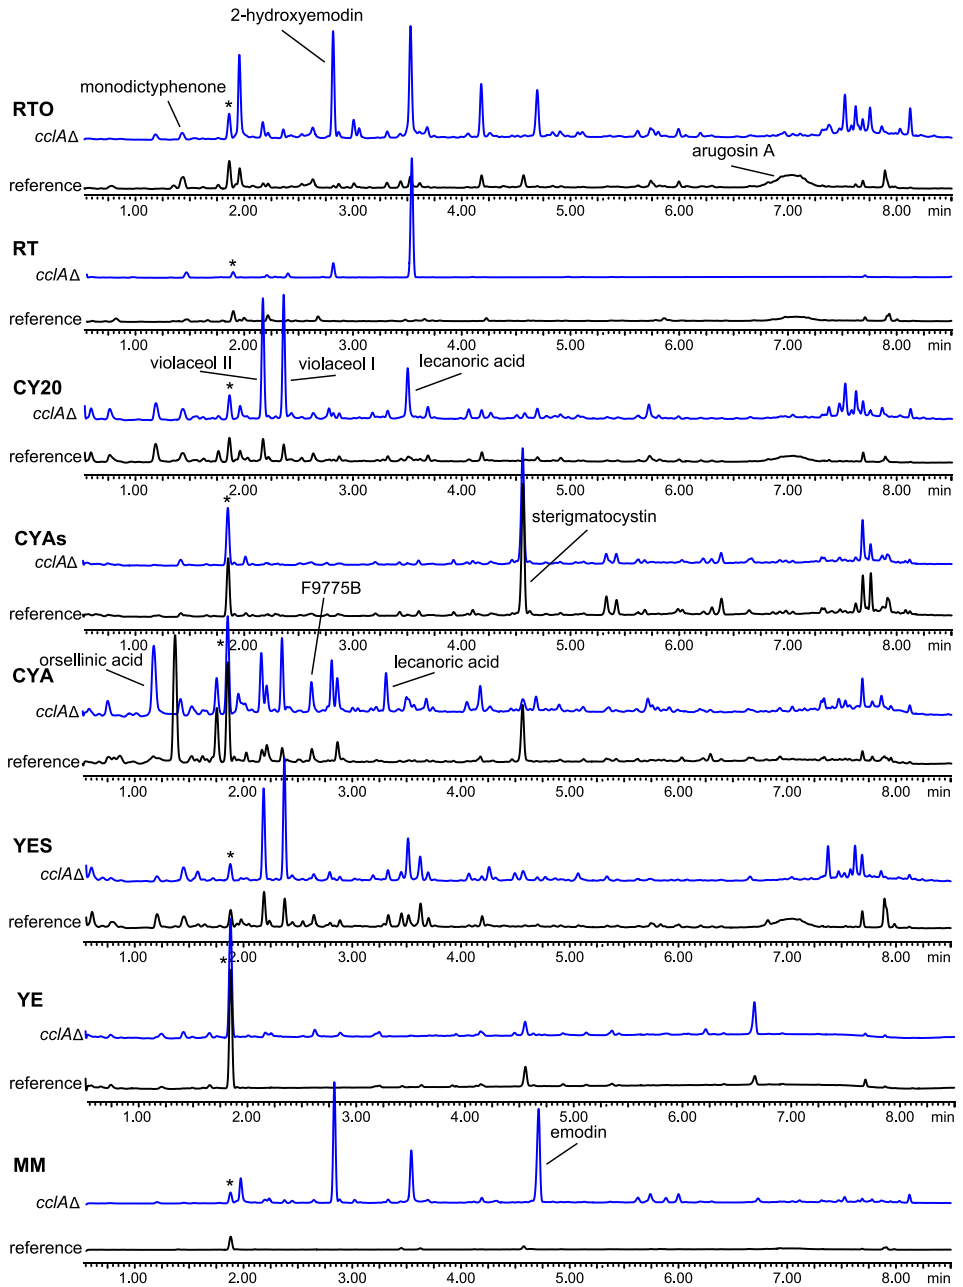 2-hydroxyemodin
monodictyphenone
*
RTO
cclAΔ
arugosin A
reference
1.00 2.00 3.00 4.00 5.00 6.00 7.00 8.00 min
RT
*
cclAΔ
reference
1.00 2.00 3.00 4.00 5.00 6.00 7.00 8.00 min
violaceol II violaceol I lecanoric acid
CY20
*
cclAΔ
reference
1.00 2.00 3.00 4.00 5.00 6.00 7.00 8.00 min
*
sterigmatocystin
CYAs
cclAΔ
F9775B
reference
1.00 2.00 3.00 4.00 5.00 6.00 7.00 8.00 min
*
orsellinic acid lecanoric acid
CYA
cclAΔ
reference
1.00 2.00 3.00 4.00 5.00 6.00 7.00 8.00 min
YES
*
cclAΔ
reference
1.00 2.00 3.00 4.00 5.00 6.00 7.00 8.00 min
*
YE
cclAΔ
reference
1.00 2.00 3.00 4.00 5.00 6.00 7.00 8.00 min
emodin
MM
*
cclAΔ
reference
1.00 2.00 3.00 4.00 5.00 6.00 7.00 8.00 min